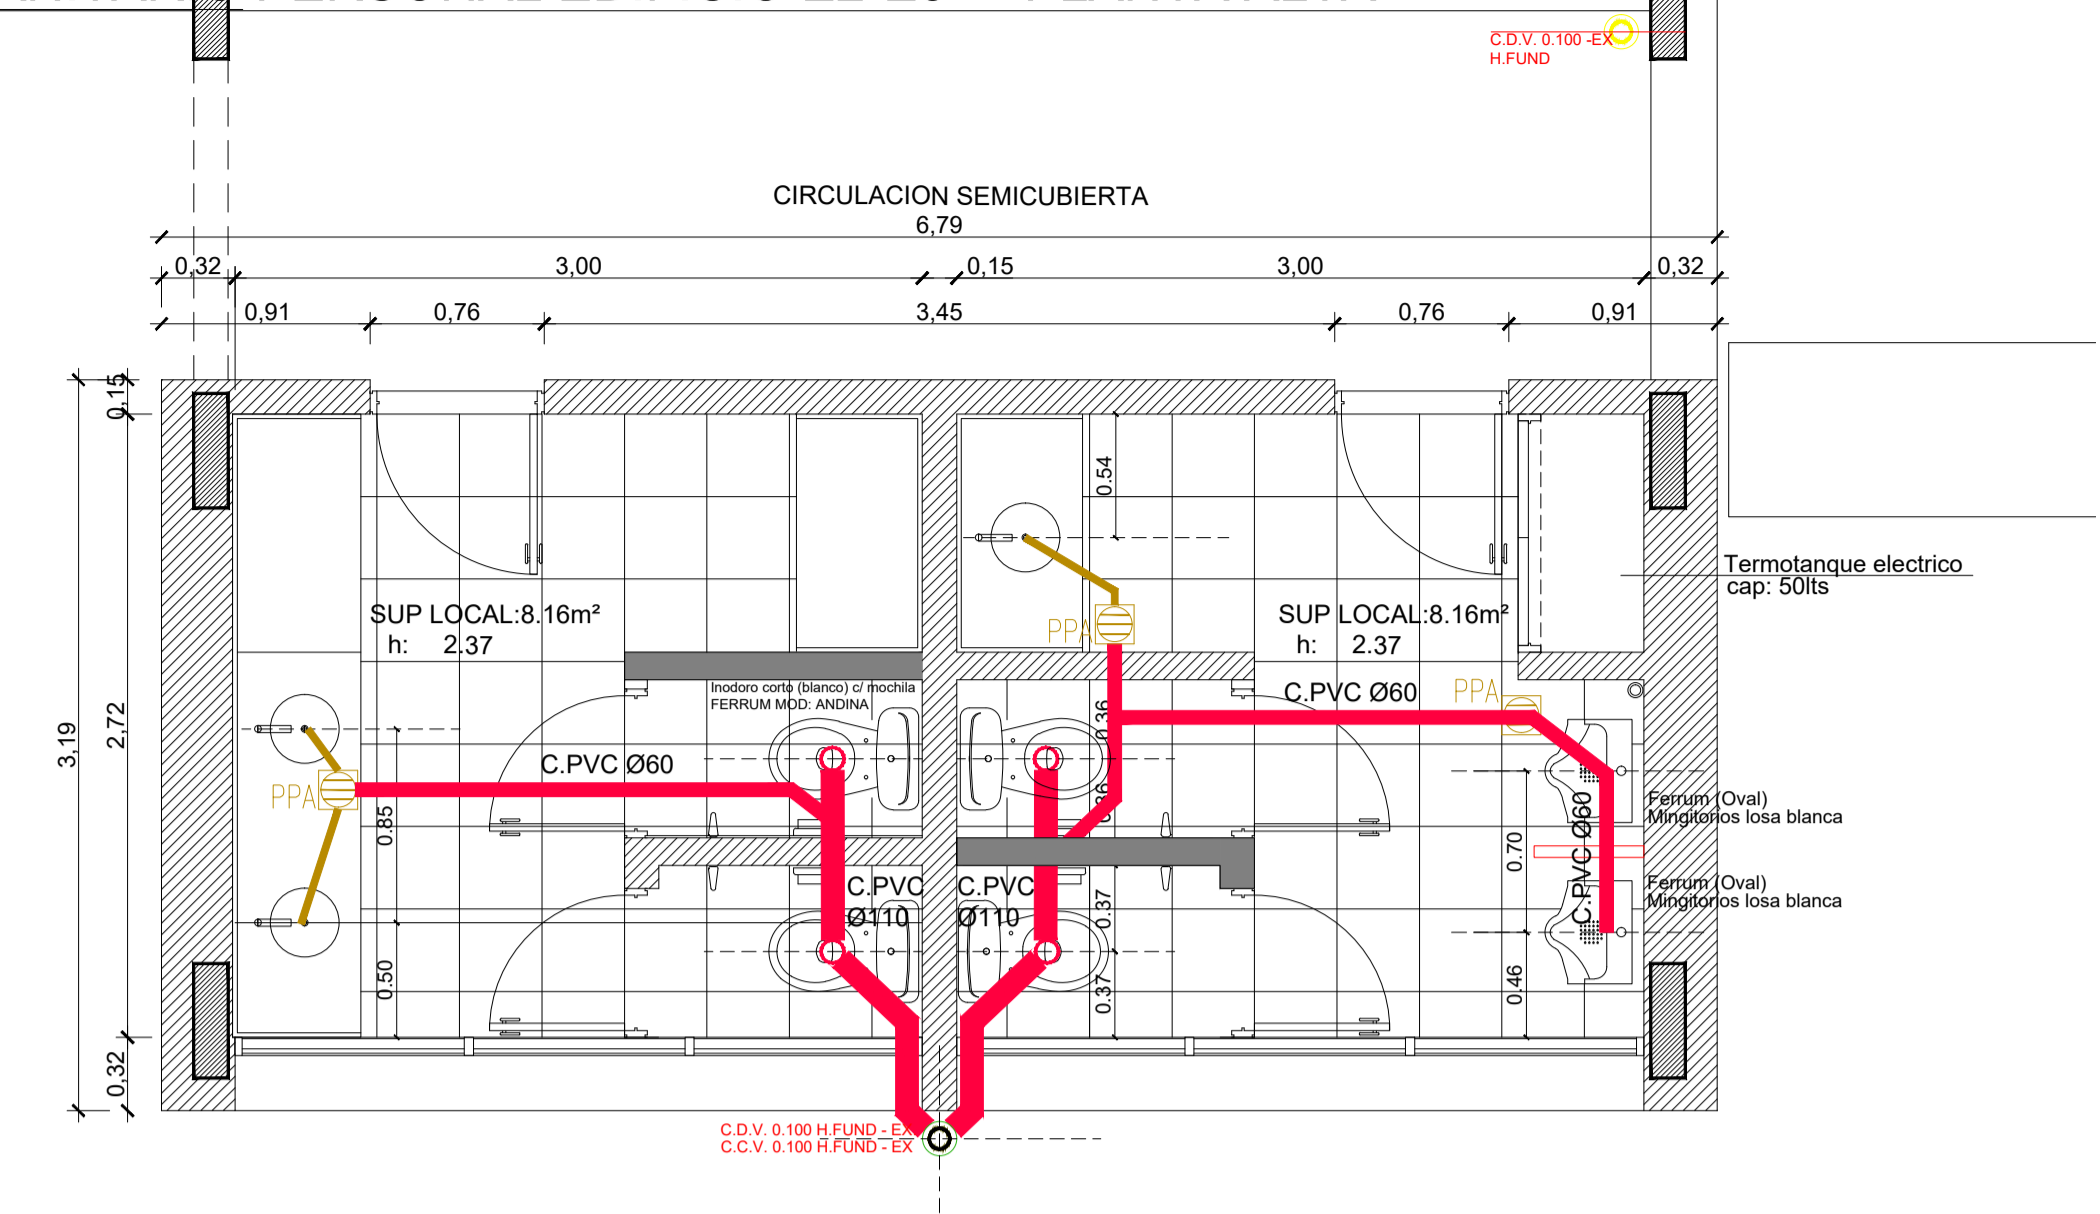 C.D.V. 0.100 -EX
H.FUND
CIRCULACION SEMICUBIERTA
6,79
0,32
3,00
0,15
3,00
0,32
0,91
0,76
3,45
0,76
0,91
0,15
0.54
Termotanque electrico
cap: 50lts
SUP LOCAL:8.16m²
h: 2.37
PPA
SUP LOCAL:8.16m²
h: 2.37
Inodoro corto (blanco) c/ mochila
FERRUM MOD: ANDINA
C.PVC Ø60
PPA
0.36
3,19
2,72
C.PVC Ø60
PPA
0.85
0.36
C.PVC Ø60
0.70
Ferrum (Oval)
Mingitorios losa blanca
C.PVC
Ø110
C.PVC
Ø110
0.37
Ferrum (Oval)
Mingitorios losa blanca
0.50
0.37
0.46
0,32
C.D.V. 0.100 H.FUND - EX
C.C.V. 0.100 H.FUND - EX